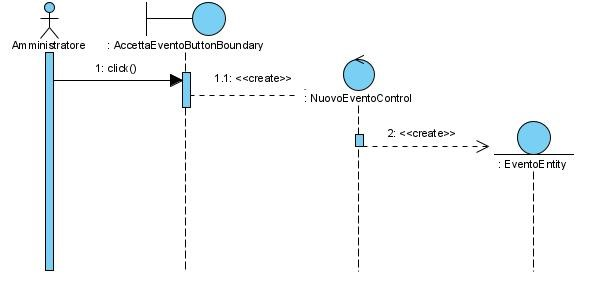 Amministratore
: AccettaEventoButtonBoundary
1: click()
1.1: <<create>>
: NuovoEventoControl
2: <<create>>
: EventoEntity